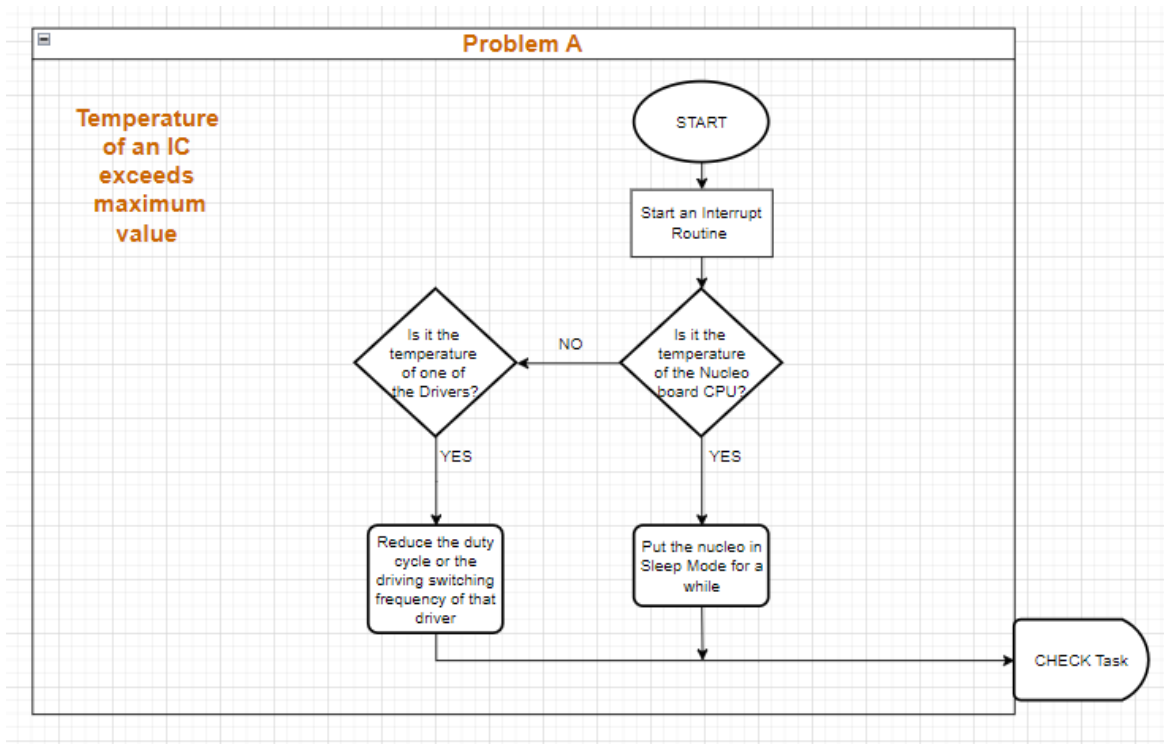 Problem A
Temperature
of an IC
exceeds
maximum
value
START
Start an Interrupt
Routine
Is it the
temperature
of the Nucleo
board CPU?
NO
Is it the
temperature
of one of
the Drivers?
YES
YES
Reduce the duty
cycle or the
driving switching
frequency of that
driver
Put the nucleo in
Sleep Mode for a
while
CHECK Task